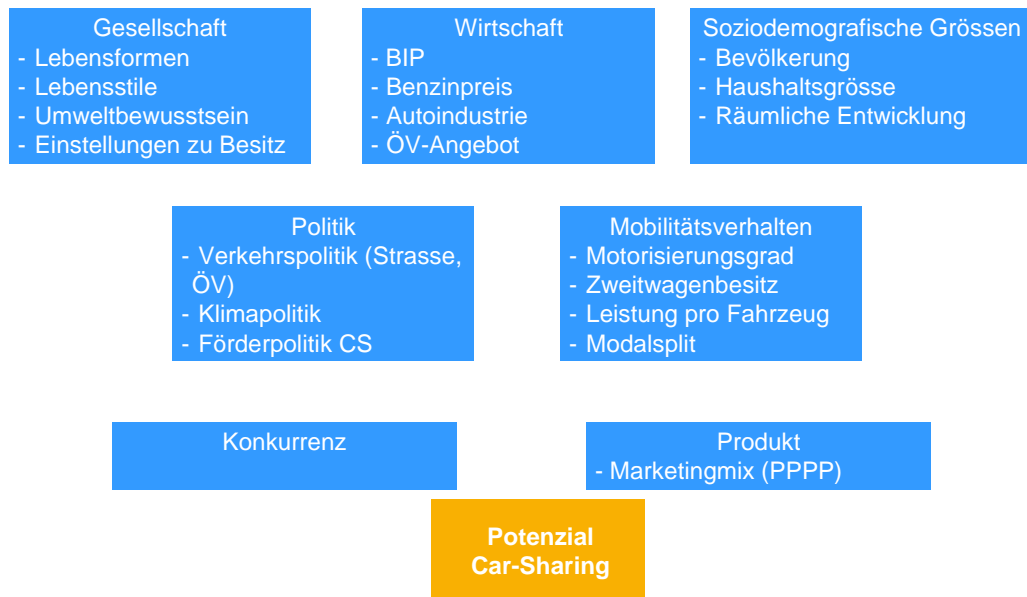 Gesellschaft
- Lebensformen
- Lebensstile
- Umweltbewusstsein
- Einstellungen zu Besitz
Wirtschaft
- BIP
- Benzinpreis
- Autoindustrie
- ÖV-Angebot
Soziodemografische Grössen
- Bevölkerung
- Haushaltsgrösse
- Räumliche Entwicklung
Politik
- Verkehrspolitik (Strasse,
ÖV)
- Klimapolitik
- Förderpolitik CS
Mobilitätsverhalten
- Motorisierungsgrad
- Zweitwagenbesitz
- Leistung pro Fahrzeug
- Modalsplit
Konkurrenz
Produkt
- Marketingmix (PPPP)
Potenzial
Car-Sharing